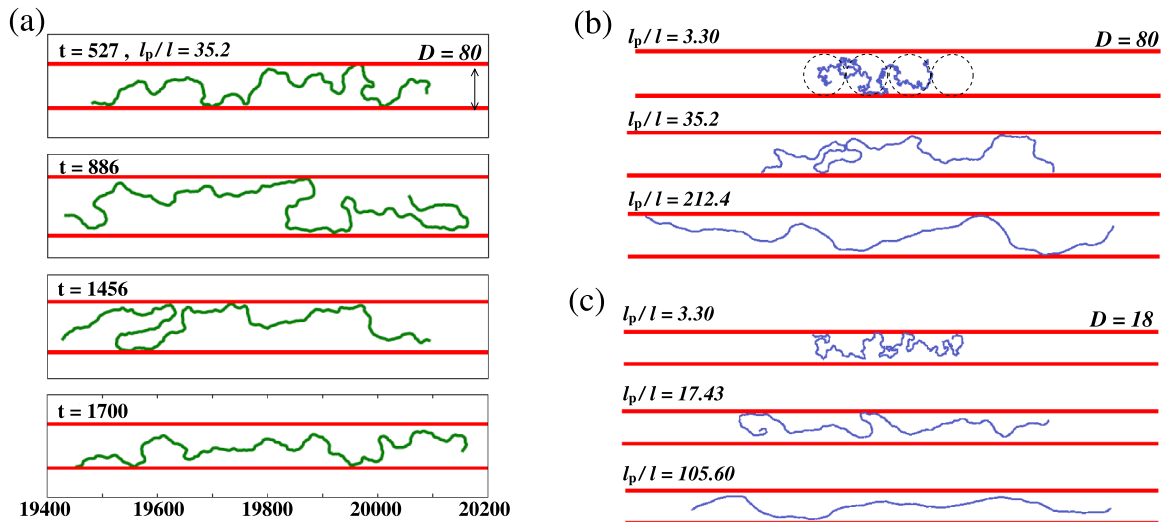 (a)
t = 527 , lp / l = 35.2
D = 80
t = 886
t = 1456
t = 1700
19400 19600 19800 20000 20200
(b)
lp / l = 3.30
D = 80
lp / l = 35.2
lp / l = 212.4
(c)
lp / l = 3.30
D = 18
lp / l = 17.43
lp / l = 105.60